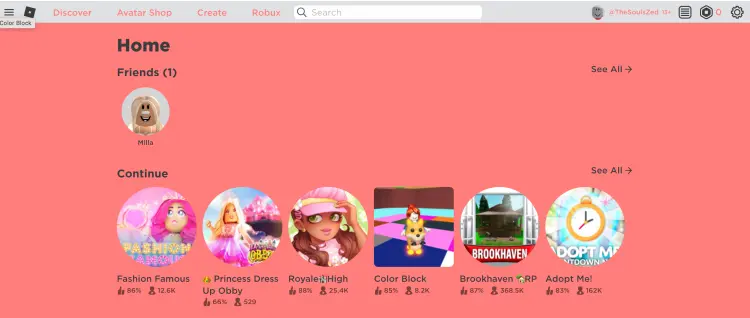 Discover Avatar Shop Create Robux Search @TheSoulsZed 12+ 0
Color Block
Home
Friends (1) See All →
Milla
Continue See All →
FASHION
BROOKHAVEN
ADOPT ME
COUNTDOWN
Fashion Famous
86% 12.6K
Princess Dress
Up Obby
66% 529
Royale High
88% 25.4K
Color Block
85% 8.2K
Brookhaven RP
87% 368.5K
Adopt Me!
83% 162K